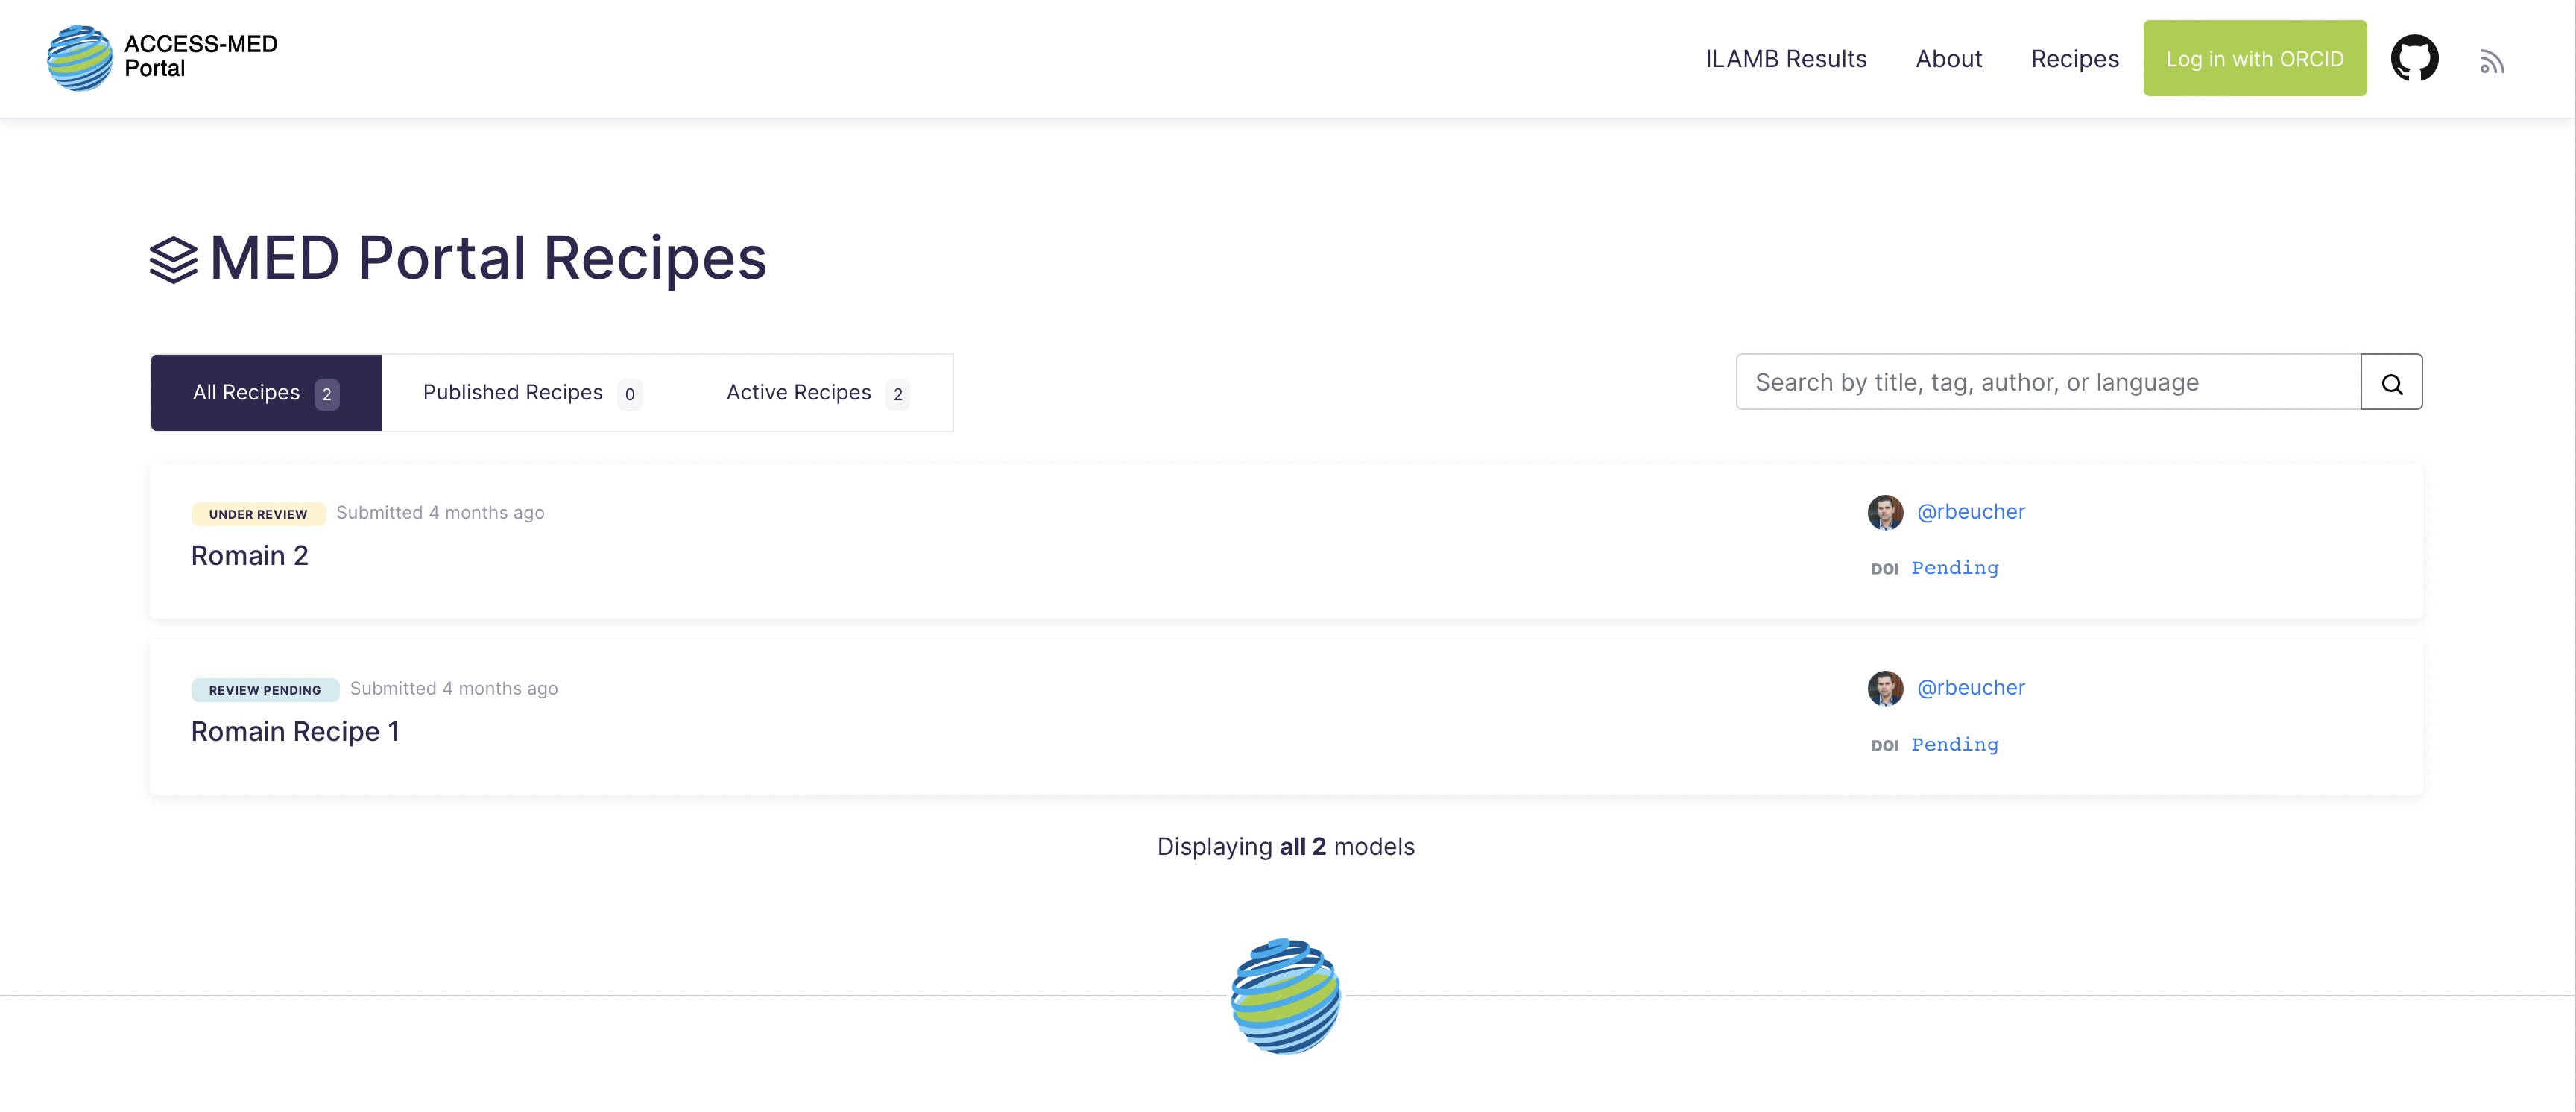 ACCESS-MED
Portal
ILAMB Results
About
Recipes
Log in with ORCID
MED Portal Recipes
All Recipes 2
Published Recipes 0
Active Recipes 2
Search by title, tag, author, or language
UNDER REVIEW Submitted 4 months ago
Romain 2
@rbeucher
DOI Pending
REVIEW PENDING Submitted 4 months ago
Romain Recipe 1
@rbeucher
DOI Pending
Displaying all 2 models